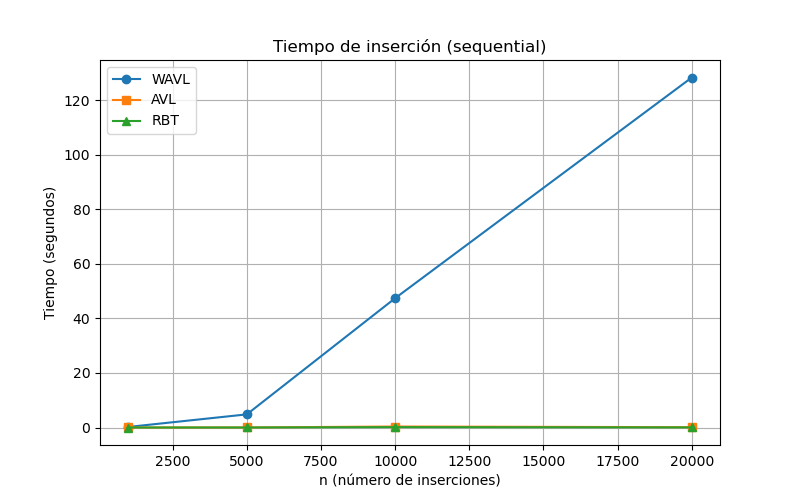 Tiempo de inserción (sequential)
WAVL
AVL
RBT
Tiempo (segundos)
120
100
80
60
40
20
0
2500 5000 7500 10000 12500 15000 17500 20000
n (número de inserciones)